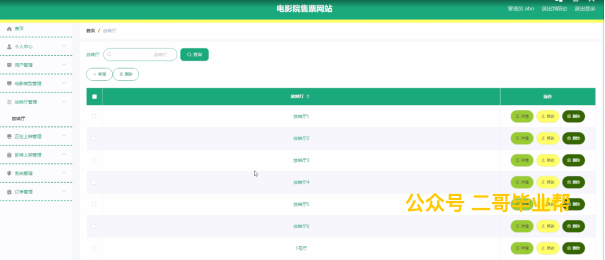 电影院售票网站
管理员 abo 退出到前台 退出登录
首页
首页 / 放映厅
个人中心
放映厅 放映厅 查询
用户管理
新增 删除
电影类型管理
放映厅 操作
放映厅管理
放映厅
放映厅1 详情 修改 删除
正在上映管理
放映厅2 详情 修改 删除
即将上映管理
放映厅3 详情 修改 删除
系统管理
放映厅4 详情 修改 删除
订单管理
放映厅5 详情 修改 删除
放映厅6 详情 修改 删除
1号厅 详情 修改 删除
公众号 二哥毕业帮